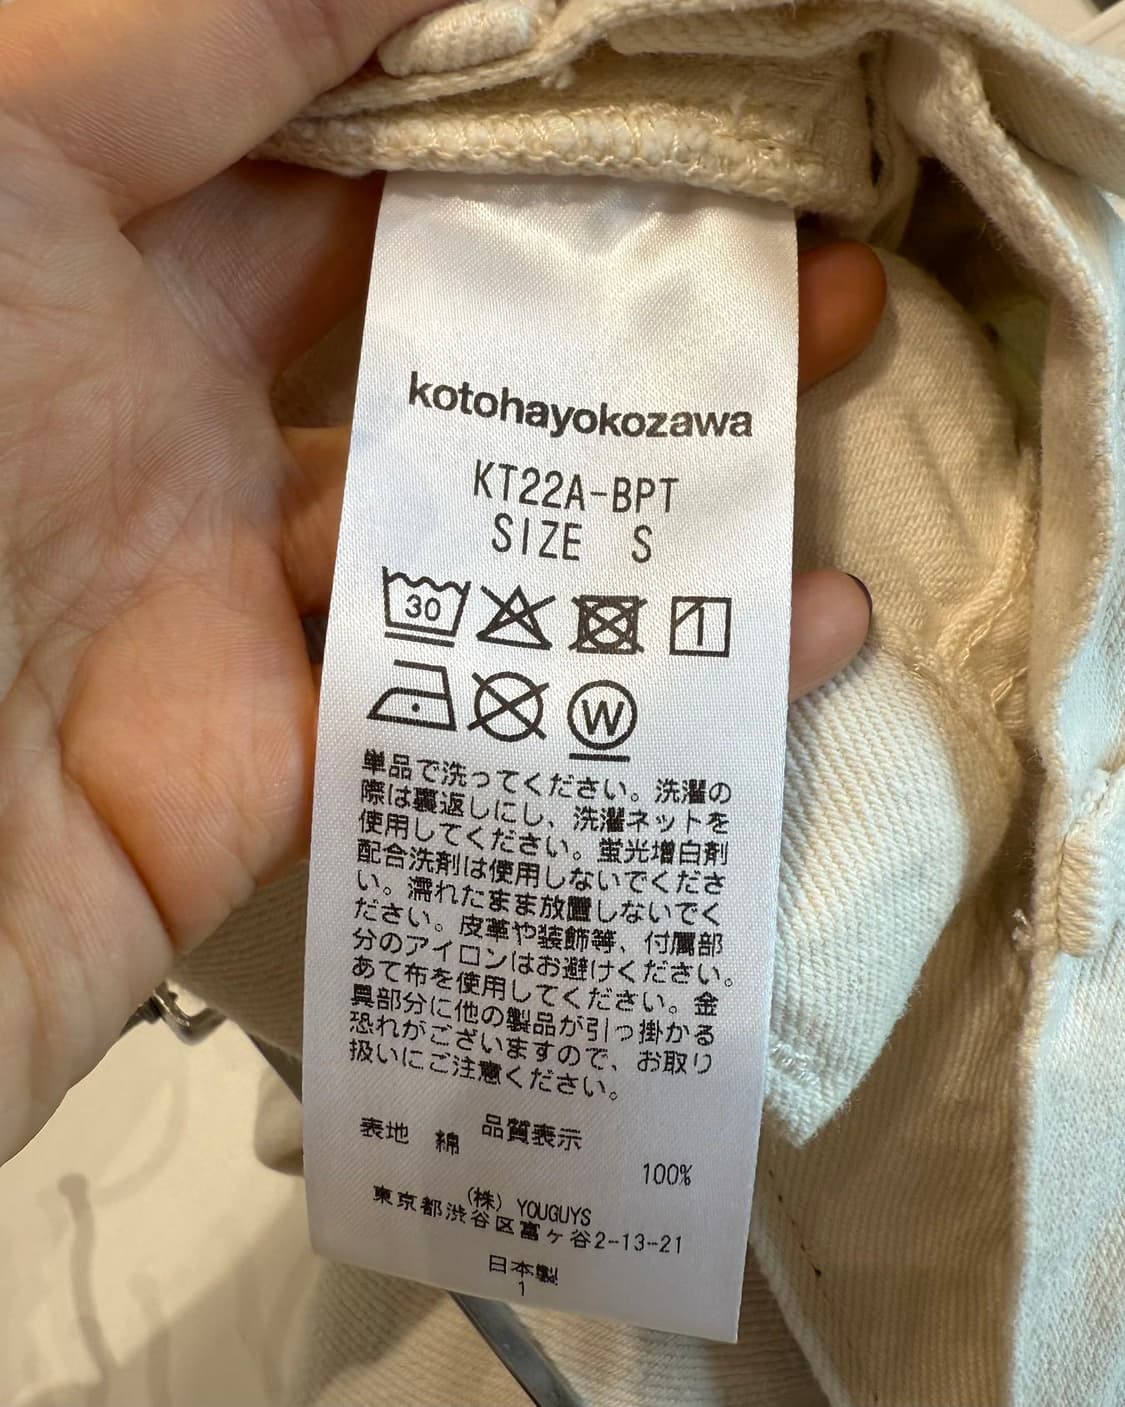 kotohayokozawa
KT22A-BPT
SIZE S
30
W
単品で洗ってください。洗濯の
際は裏返しにし、洗濯ネットを
使用してください。蛍光増白剤
配合洗剤は使用しないでくださ
い。濡れたまま放置しないでく
ださい。皮革や装飾等、付属部
分のアイロンはお避けください。
あて布を使用してください。金
具部分に他の製品が引っ掛かる
恐れがございますので、お取り
扱いにご注意ください。
品質表示
表地 綿
100%
(株) YOUGUYS
東京都渋谷区富ヶ谷2-13-21
日本製
1